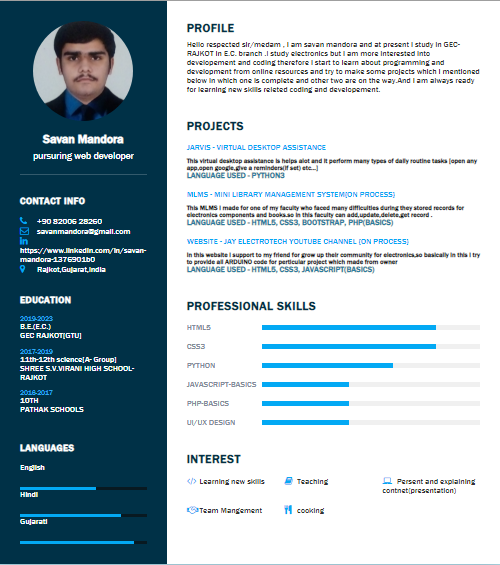 Savan Mandora
pursuring web developer
CONTACT INFO
+90 82006 28260
savanmandora@gmail.com
https://www.linkedin.com/in/savan-
mandora-1376901b0
Rajkot,Gujarat,india
EDUCATION
2019-2023
B.E.(E.C.)
GEC RAJKOT(GTU)
2017-2019
11th-12th science(A- Group)
SHREE S.V.VIRANI HIGH SCHOOL-
RAJKOT
2016-2017
10TH
PATHAK SCHOOLS
LANGUAGES
English
Hindi
Gujarati
PROFILE
Hello respected sir/medam , I am savan mandora and at present i study in GEC-
RAJKOT in E.C. branch .I study electronics but I am more interested into
developement and coding therefore I start to learn about programming and
development from online resources and try to make some projects which I mentioned
below in which one is complete and other two are on the way.And I am always ready
for learning new skills releted coding and developement.
PROJECTS
JARVIS - VIRTUAL DESKTOP ASSISTANCE
This virtual desktop assistance is helps alot and it perform many types of daily routine tasks [open any
app,open google,give a reminders(if set) etc...]
LANGUAGE USED - PYTHON3
MLMS - MINI LIBRARY MANAGEMENT SYSTEM(ON PROCESS)
This MLMS I made for one of my faculty who faced many difficulties during they stored records for
electronics components and books.so in this faculty can add,update,delete,get record .
LANGUAGE USED - HTML5, CSS3, BOOTSTRAP, PHP(BASICS)
WEBSITE - JAY ELECTROTECH YOUTUBE CHANNEL (ON PROCESS)
In this website I support to my friend for grow up their community for electronics,so basically in this I try
to provide all ARDUINO code for perticular project which made from owner
LANGUAGE USED - HTML5, CSS3, JAVASCRIPT(BASICS)
PROFESSIONAL SKILLS
HTML5
CSS3
PYTHON
JAVASCRIPT-BASICS
PHP-BASICS
UI/UX DESIGN
INTEREST
Learning new skills
Teaching
Persent and explaining
contnet(presentation)
Team Mangement
cooking